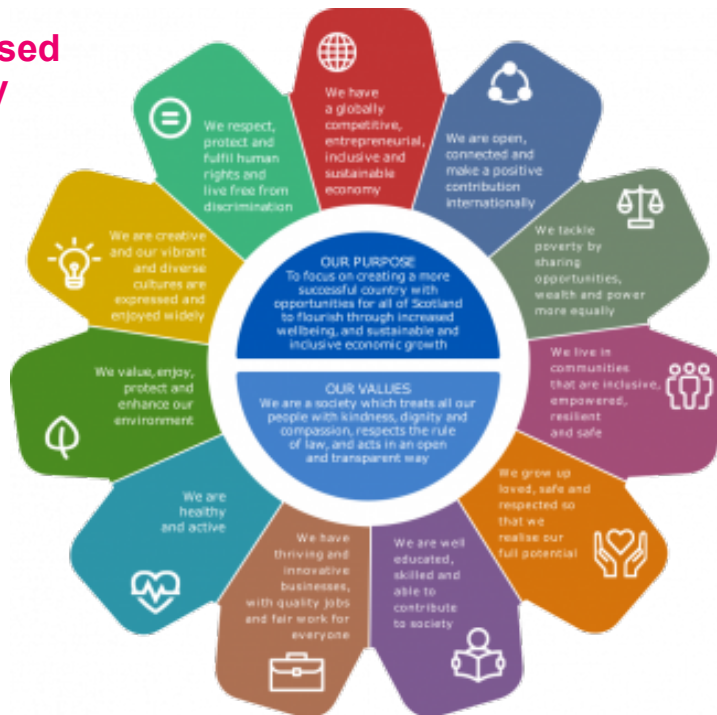 sed
y
We have
a globally
competitive,
entrepreneurial,
inclusive and
sustainable
economy
We are open,
connected and
make a positive
contribution
internationally
We tackle
poverty by
sharing
opportunities,
wealth and power
more equally
We live in
communities
that are inclusive,
empowered,
resilient
and safe
We grow up
loved, safe and
respected so
that we
realise our
full potential
We are well
educated,
skilled and
able to
contribute
to society
We have
thriving and
innovative
businesses,
with quality jobs
and fair work for
everyone
We are
healthy
and active
We value, enjoy,
protect and
enhance our
environment
We are creative
and our vibrant
and diverse
cultures are
expressed and
enjoyed widely
We respect,
protect and
fulfil human
rights and
live free from
discrimination
OUR PURPOSE
To focus on creating a more
successful country with
opportunities for all of Scotland
to flourish through increased
wellbeing, and sustainable and
inclusive economic growth
OUR VALUES
We are a society which treats all our
people with kindness, dignity and
compassion, respects the rule
of law, and acts in an open
and transparent way